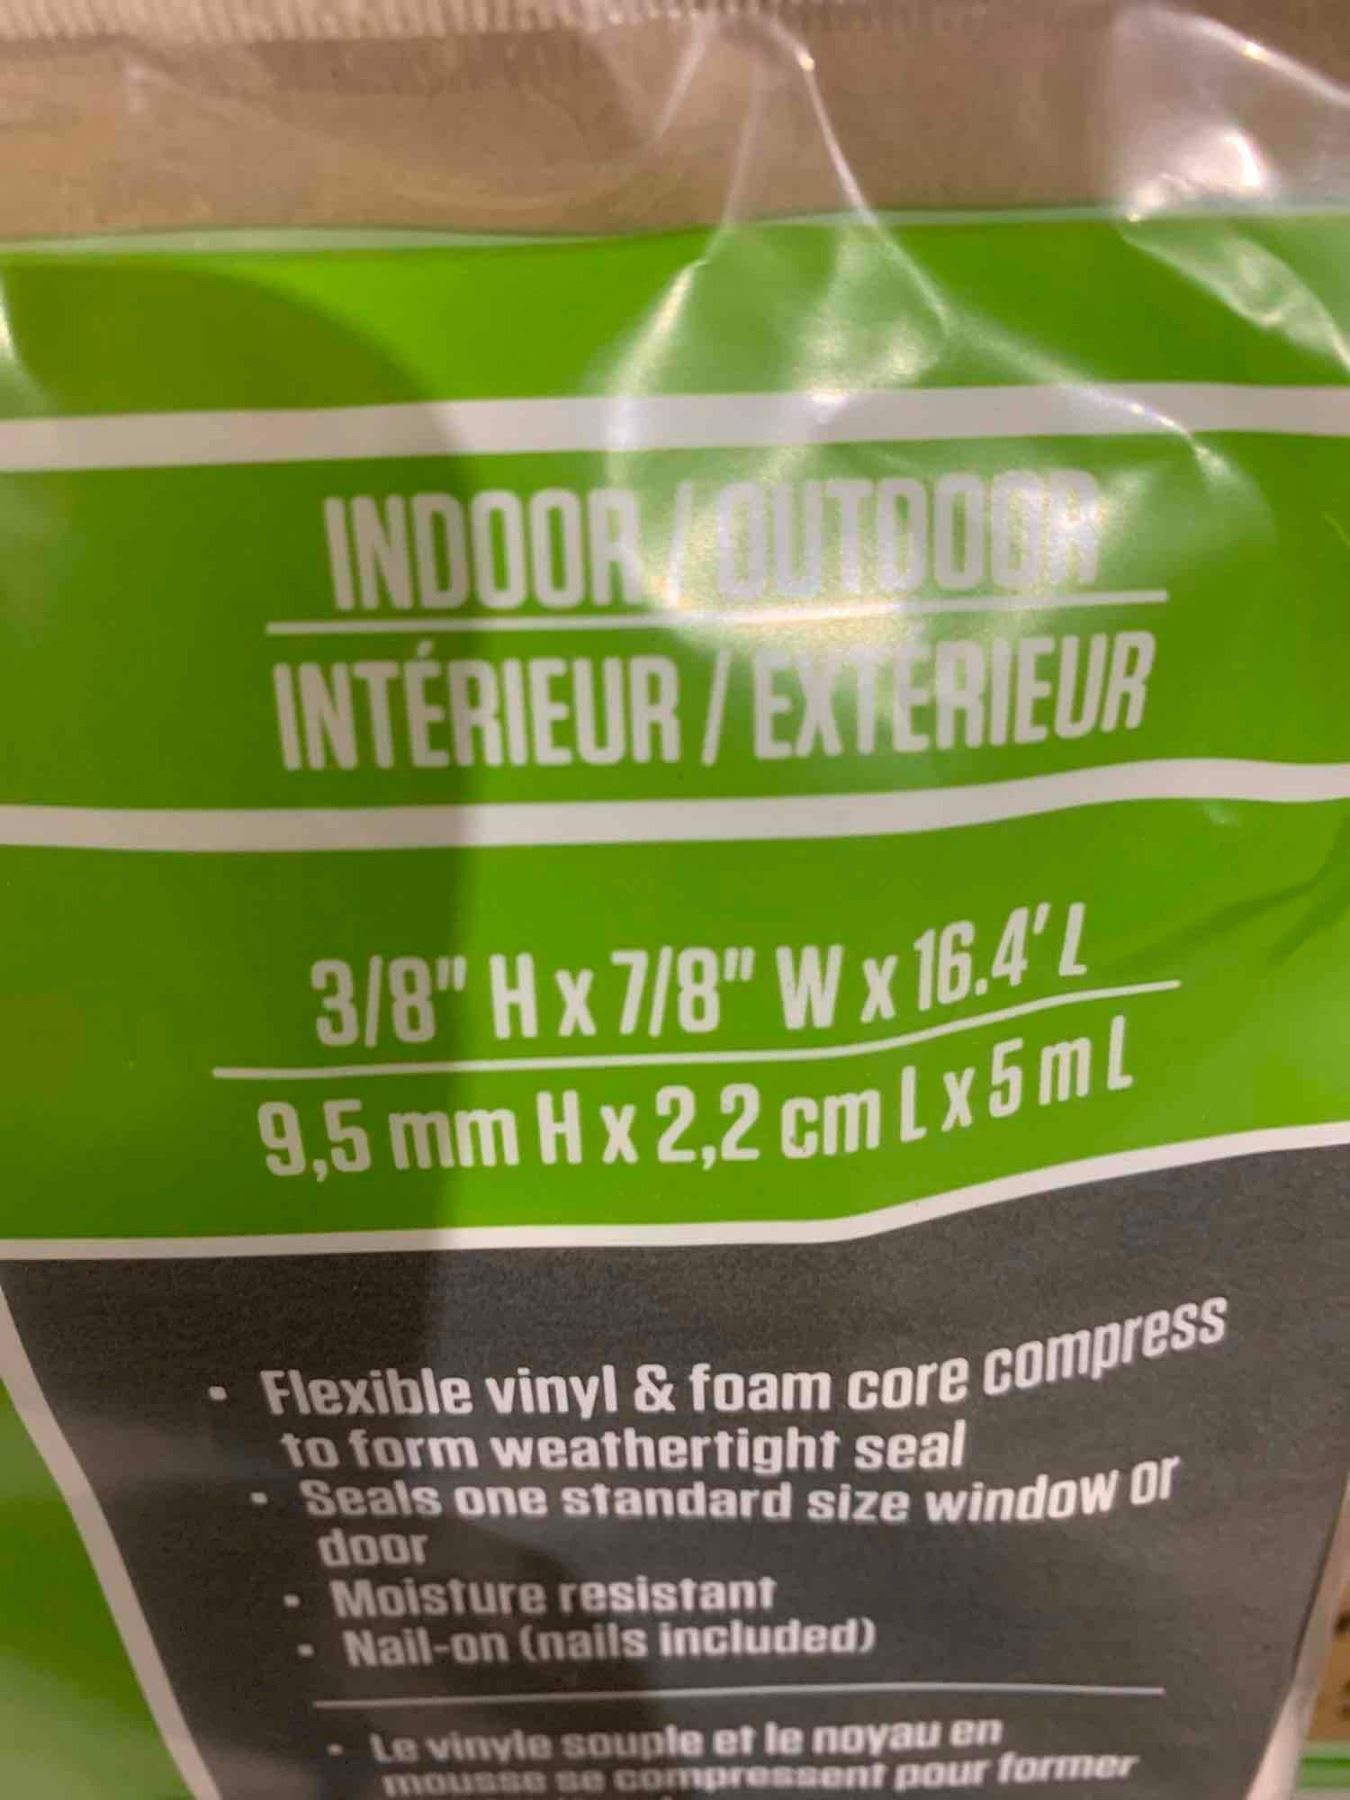 INDOOR / OUTDOOR
INTÉRIEUR / EXTÉRIEUR
3/8" H x 7/8" W x 16.4' L
9,5 mm H x 2,2 cm L x 5 m L
• Flexible vinyl & foam core compress
to form weathertight seal
• Seals one standard size window or
door
• Moisture resistant
• Nail-on (nails included)
• Le vinyle souple et le noyau en
mousse se compressent pour former